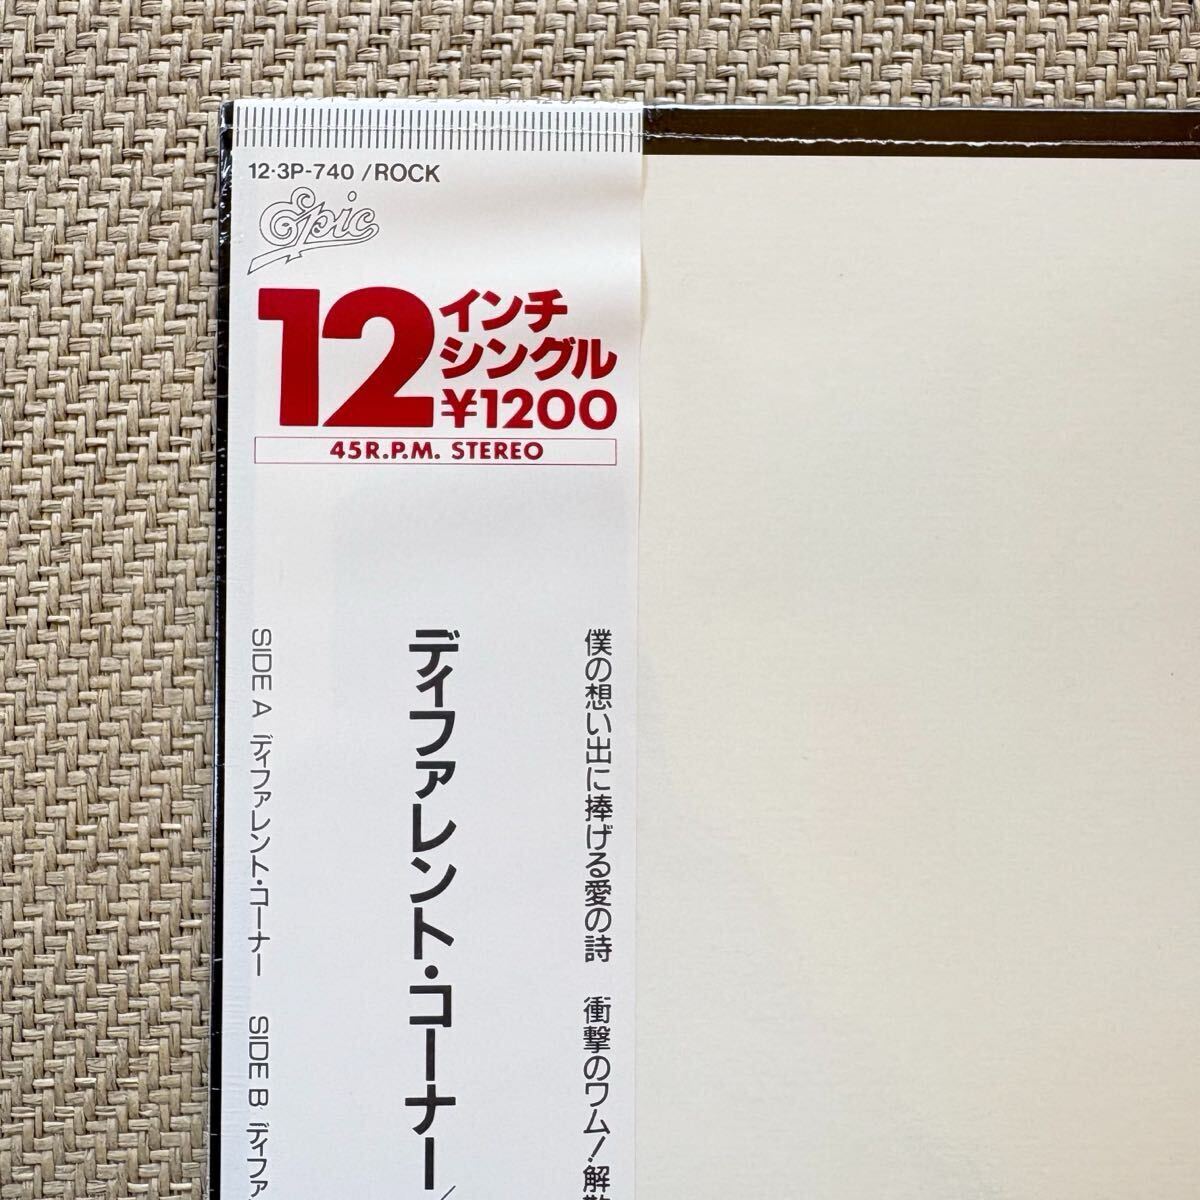 12・3P-740 /ROCK
Epic
12インチ
シングル
¥1200
45R.P.M. STEREO
僕の想い出に捧げる愛の詩　衝撃のワム!解散
ディファレント・コーナー/
SIDE A ディファレント・コーナー　SIDE B ディファ